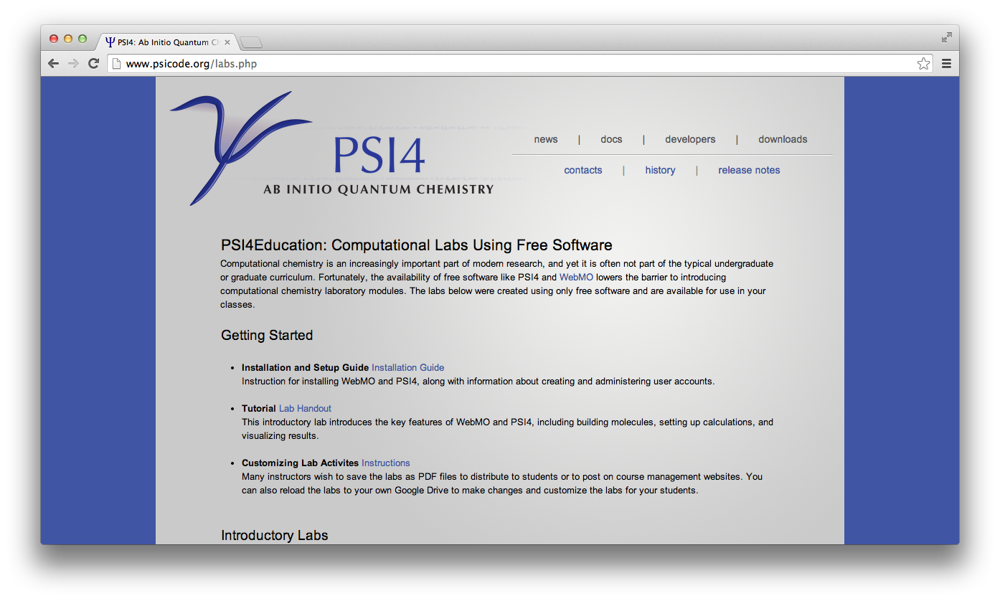 PSI4: Ab Initio Quantum Ch
www.psicode.org/labs.php
PSI4
AB INITIO QUANTUM CHEMISTRY
news | docs | developers | downloads
contacts | history | release notes
PSI4Education: Computational Labs Using Free Software
Computational chemistry is an increasingly important part of modern research, and yet it is often not part of the typical undergraduate
or graduate curriculum. Fortunately, the availability of free software like PSI4 and WebMO lowers the barrier to introducing
computational chemistry laboratory modules. The labs below were created using only free software and are available for use in your
classes.
Getting Started
• Installation and Setup Guide Installation Guide
Instruction for installing WebMO and PSI4, along with information about creating and administering user accounts.
• Tutorial Lab Handout
This introductory lab introduces the key features of WebMO and PSI4, including building molecules, setting up calculations, and
visualizing results.
• Customizing Lab Activites Instructions
Many instructors wish to save the labs as PDF files to distribute to students or to post on course management websites. You
can also reload the labs to your own Google Drive to make changes and customize the labs for your students.
Introductory Labs